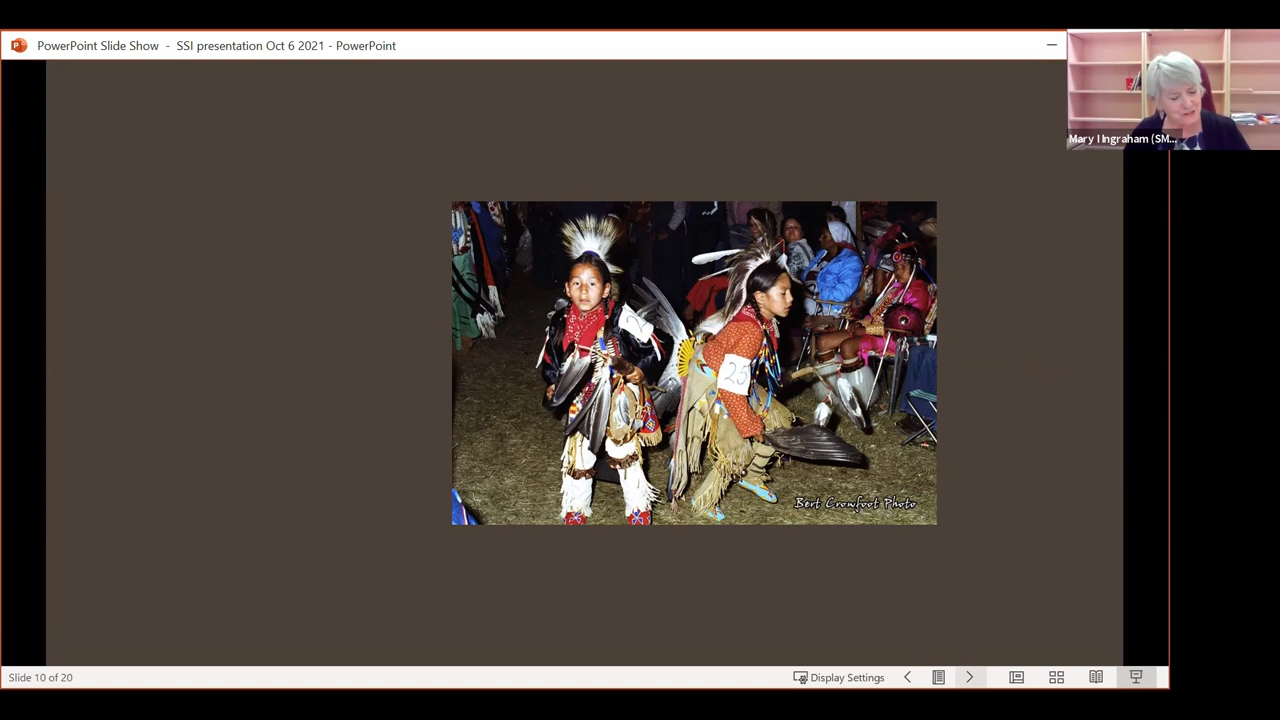 PowerPoint Slide Show - SSI presentation Oct 6 2021 - PowerPoint
Mary I Ingraham (SM...
25
Bert Crowfoot Photo
Slide 10 of 20
Display Settings